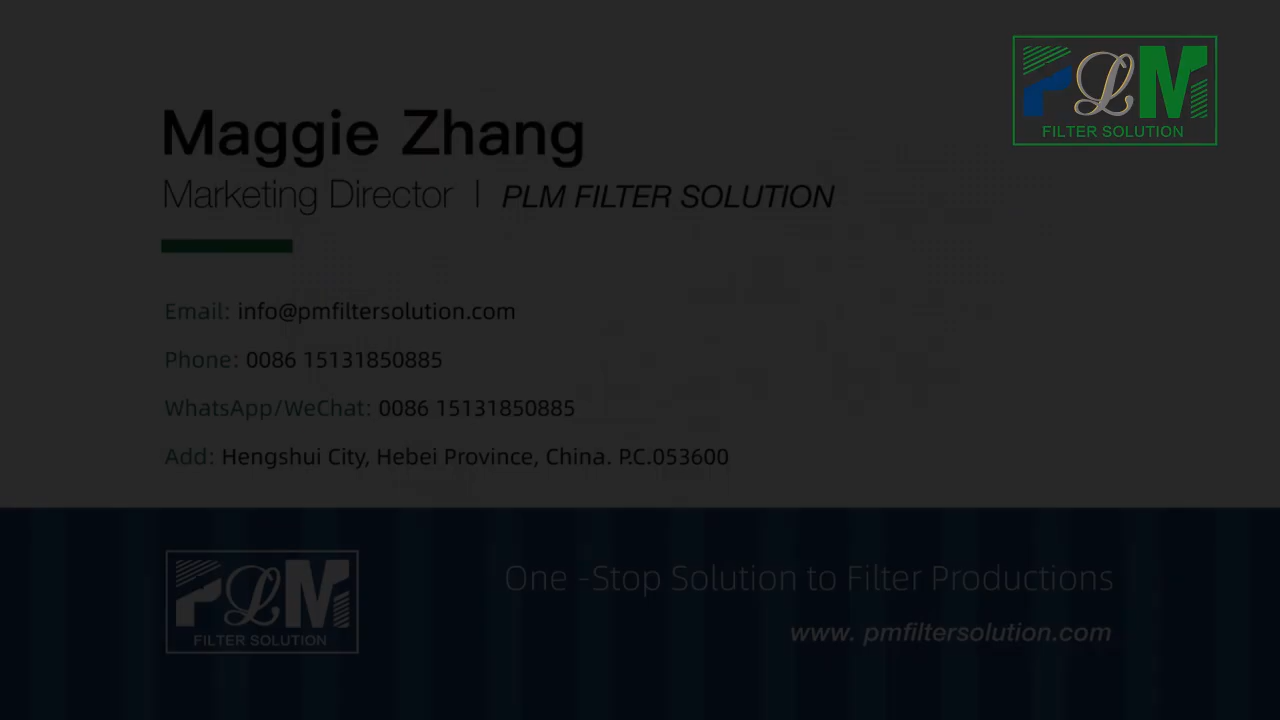 PLM
FILTER SOLUTION
Maggie Zhang
Marketing Director | PLM FILTER SOLUTION
Email: info@pmfiltersolution.com
Phone: 0086 15131850885
WhatsApp/WeChat: 0086 15131850885
Add: Hengshui City, Hebei Province, China. P.C.053600
PLM
FILTER SOLUTION
One -Stop Solution to Filter Productions
www. pmfiltersolution.com